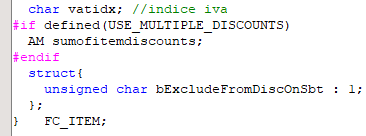 char vatidx; //indice iva
#if defined(USE_MULTIPLE_DISCOUNTS)
AM sumofitemdiscounts;
#endif
struct{
unsigned char bExcludeFromDiscOnSbt : 1;
};
} FC_ITEM;